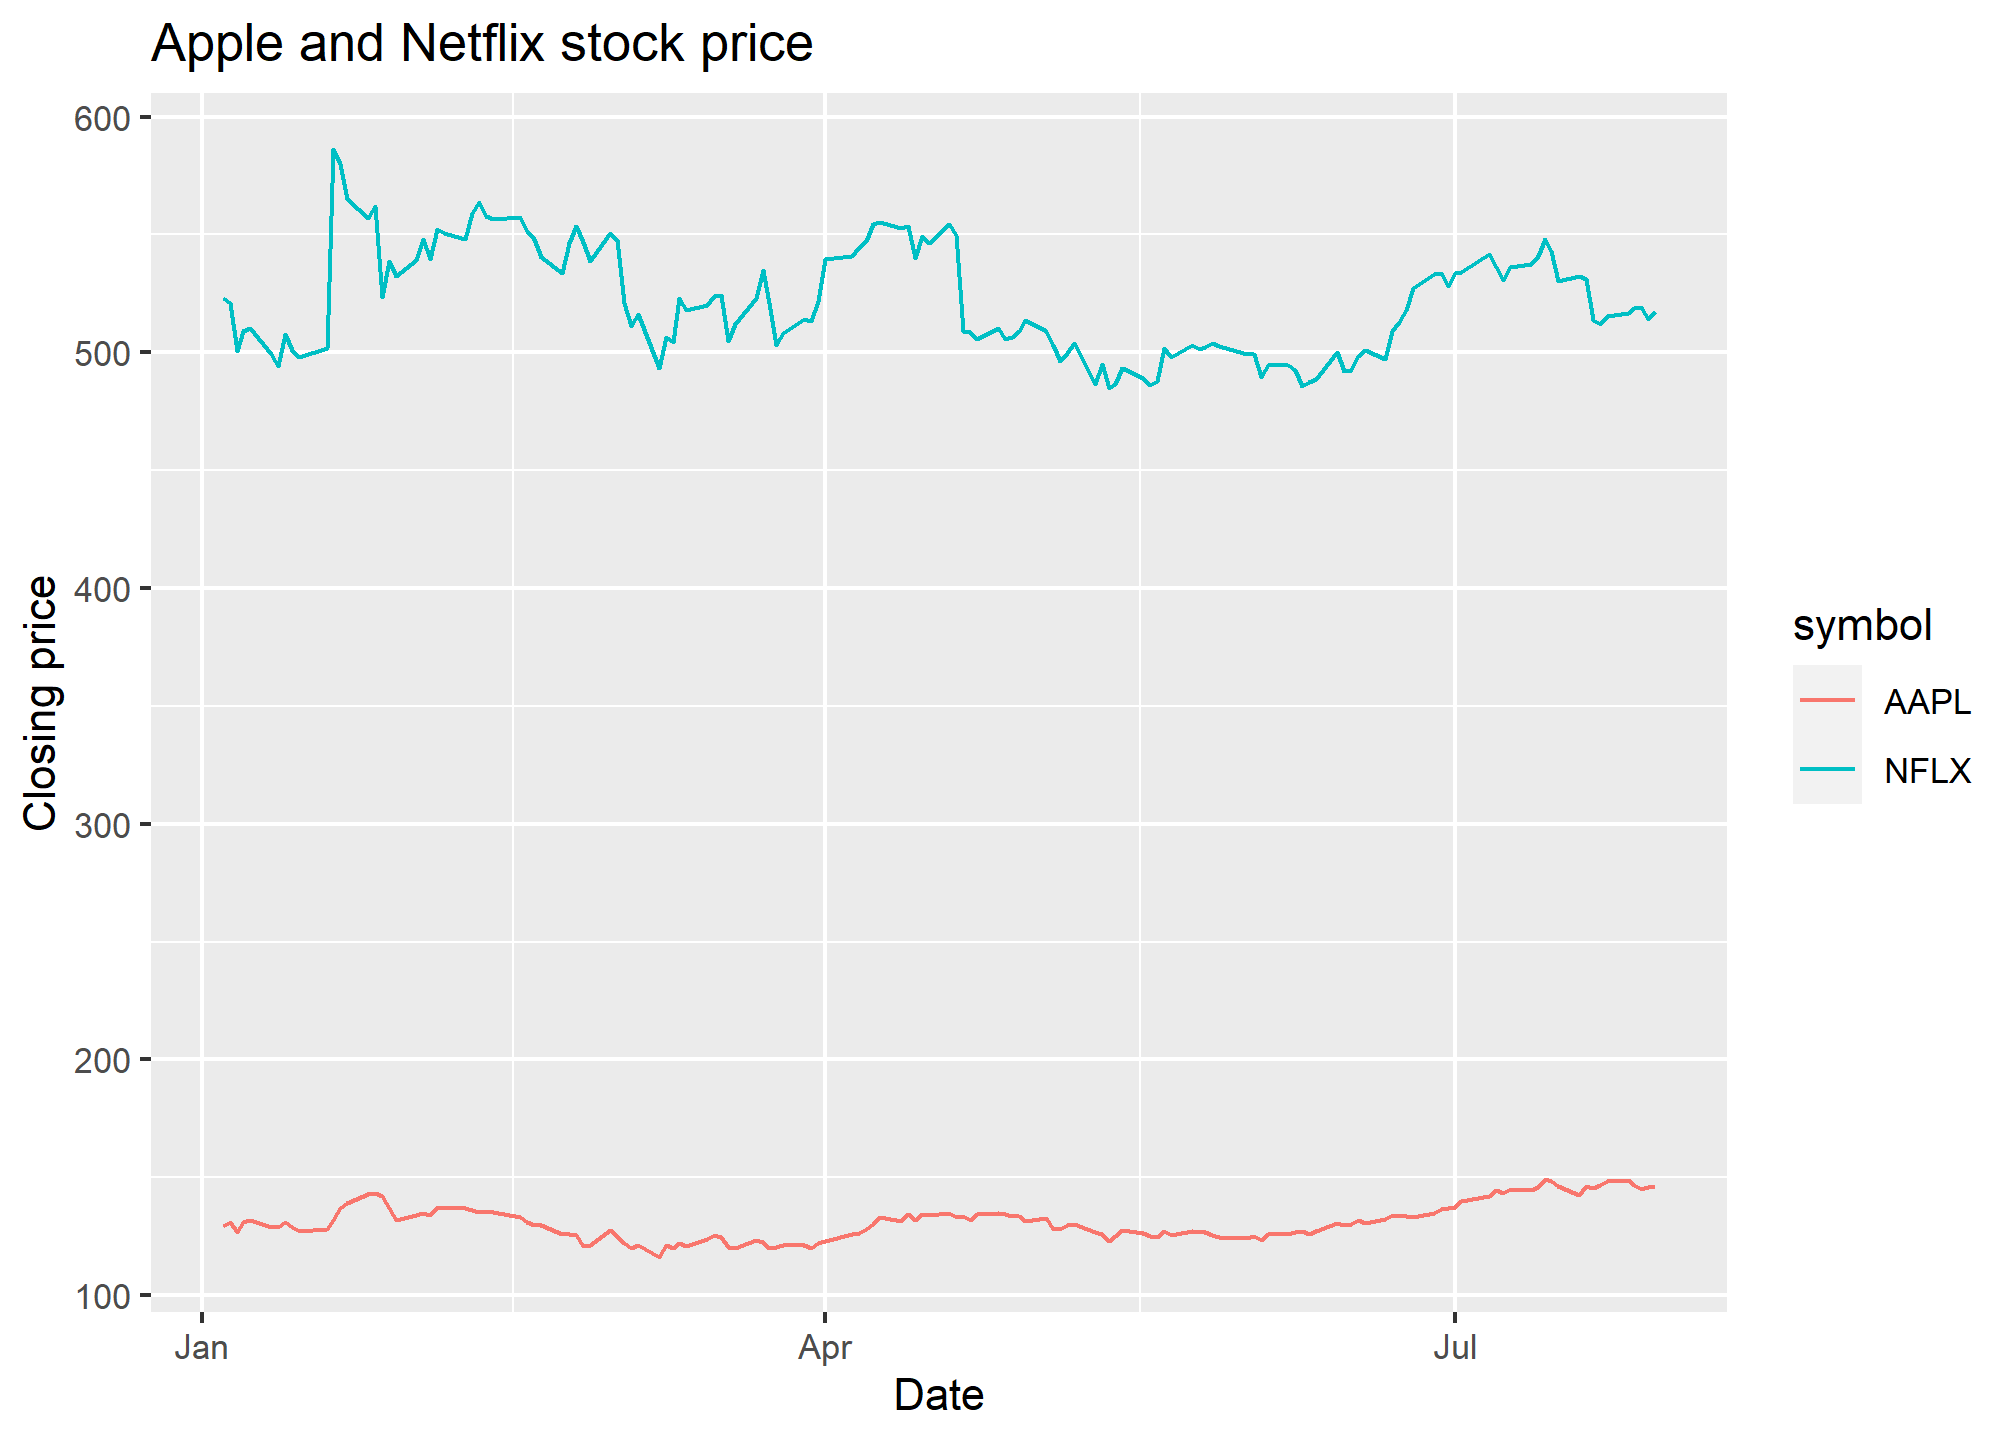 Apple and Netflix stock price
600
500
400
300
200
100
Closing price
Jan
Apr
Jul
Date
symbol
AAPL
NFLX